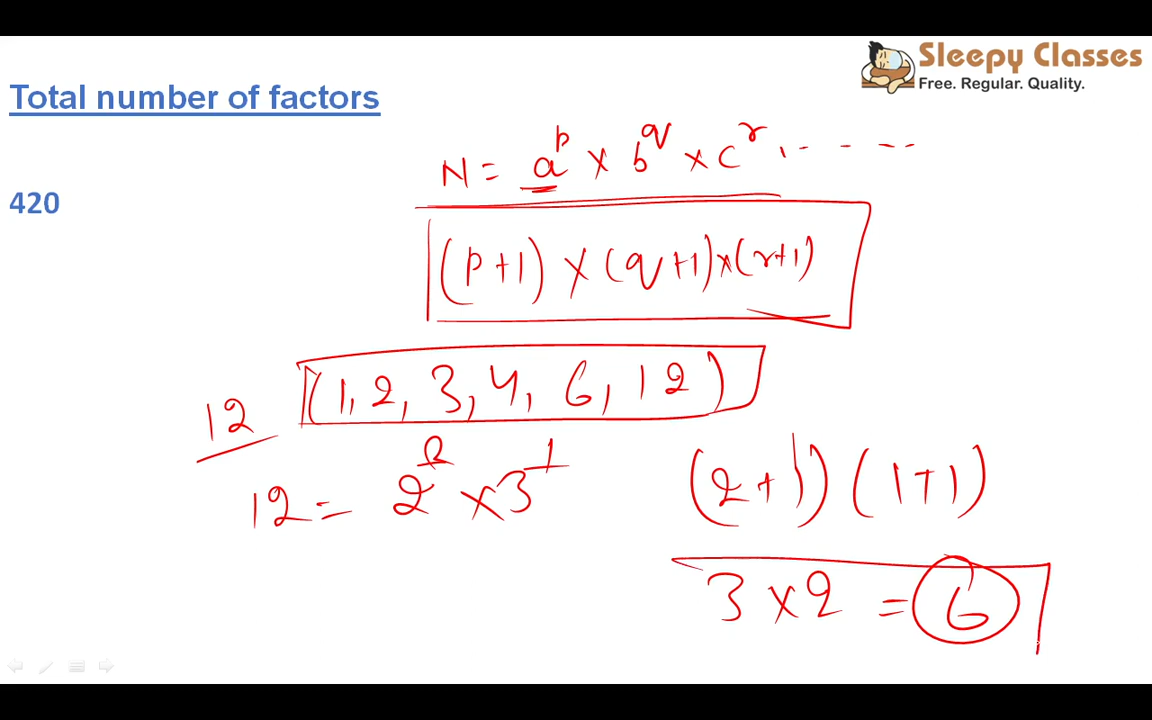 Sleepy Classes
Free. Regular. Quality.
Total number of factors
N = a^p × b^q × c^r . - - - -
420
(p+1) × (q+1) × (r+1)
12 (1, 2, 3, 4, 6, 12)
12 = 2^2 × 3^1
(2+1) (1+1)
3 × 2 = 6